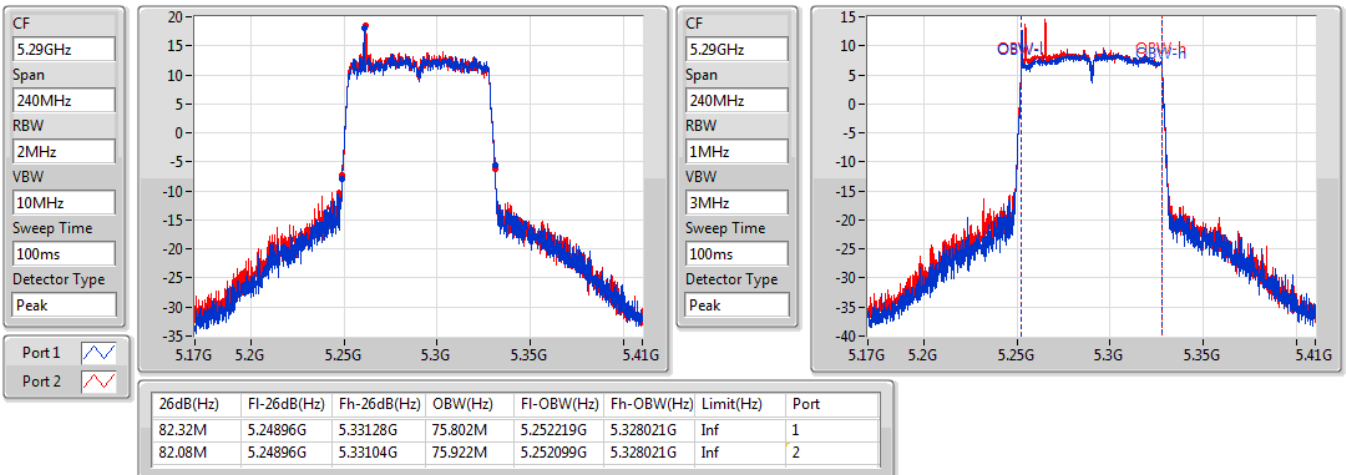 CF
5.29GHz
Span
240MHz
RBW
2MHz
VBW
10MHz
Sweep Time
100ms
Detector Type
Peak
Port 1
Port 2
20
15
10
5
0
-5
-10
-15
-20
-25
-30
-35
5.17G 5.2G 5.25G 5.3G 5.35G 5.41G
CF
5.29GHz
Span
240MHz
RBW
1MHz
VBW
3MHz
Sweep Time
100ms
Detector Type
Peak
15
10
5
0
-5
-10
-15
-20
-25
-30
-35
-40
OBW-l OBW-h
5.17G 5.2G 5.25G 5.3G 5.35G 5.41G
26dB(Hz) Fl-26dB(Hz) Fh-26dB(Hz) OBW(Hz) Fl-OBW(Hz) Fh-OBW(Hz) Limit(Hz) Port
82.32M 5.24896G 5.33128G 75.802M 5.252219G 5.328021G Inf 1
82.08M 5.24896G 5.33104G 75.922M 5.252099G 5.328021G Inf 2